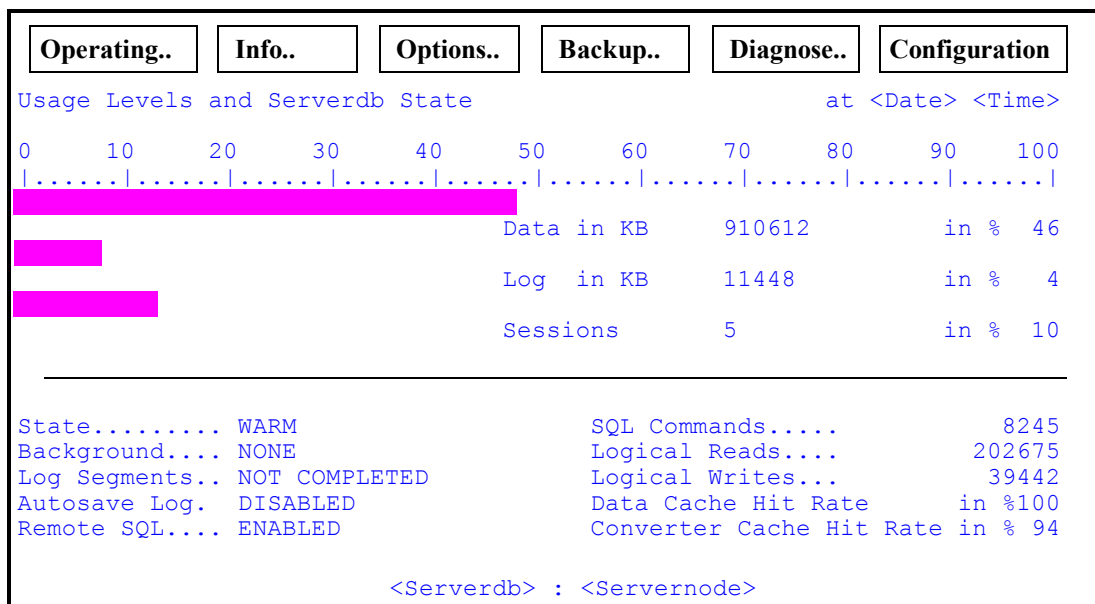 Operating.. Info.. Options.. Backup.. Diagnose.. Configuration
Usage Levels and Serverdb State at <Date> <Time>
0 10 20 30 40 50 60 70 80 90 100
|......|......|......|......|......|......|......|......|......|......|
Data in KB 910612 in % 46
Log in KB 11448 in % 4
Sessions 5 in % 10
State......... WARM SQL Commands..... 8245
Background.... NONE Logical Reads.... 202675
Log Segments.. NOT COMPLETED Logical Writes... 39442
Autosave Log. DISABLED Data Cache Hit Rate in %100
Remote SQL.... ENABLED Converter Cache Hit Rate in % 94
<Serverdb> : <Servernode>